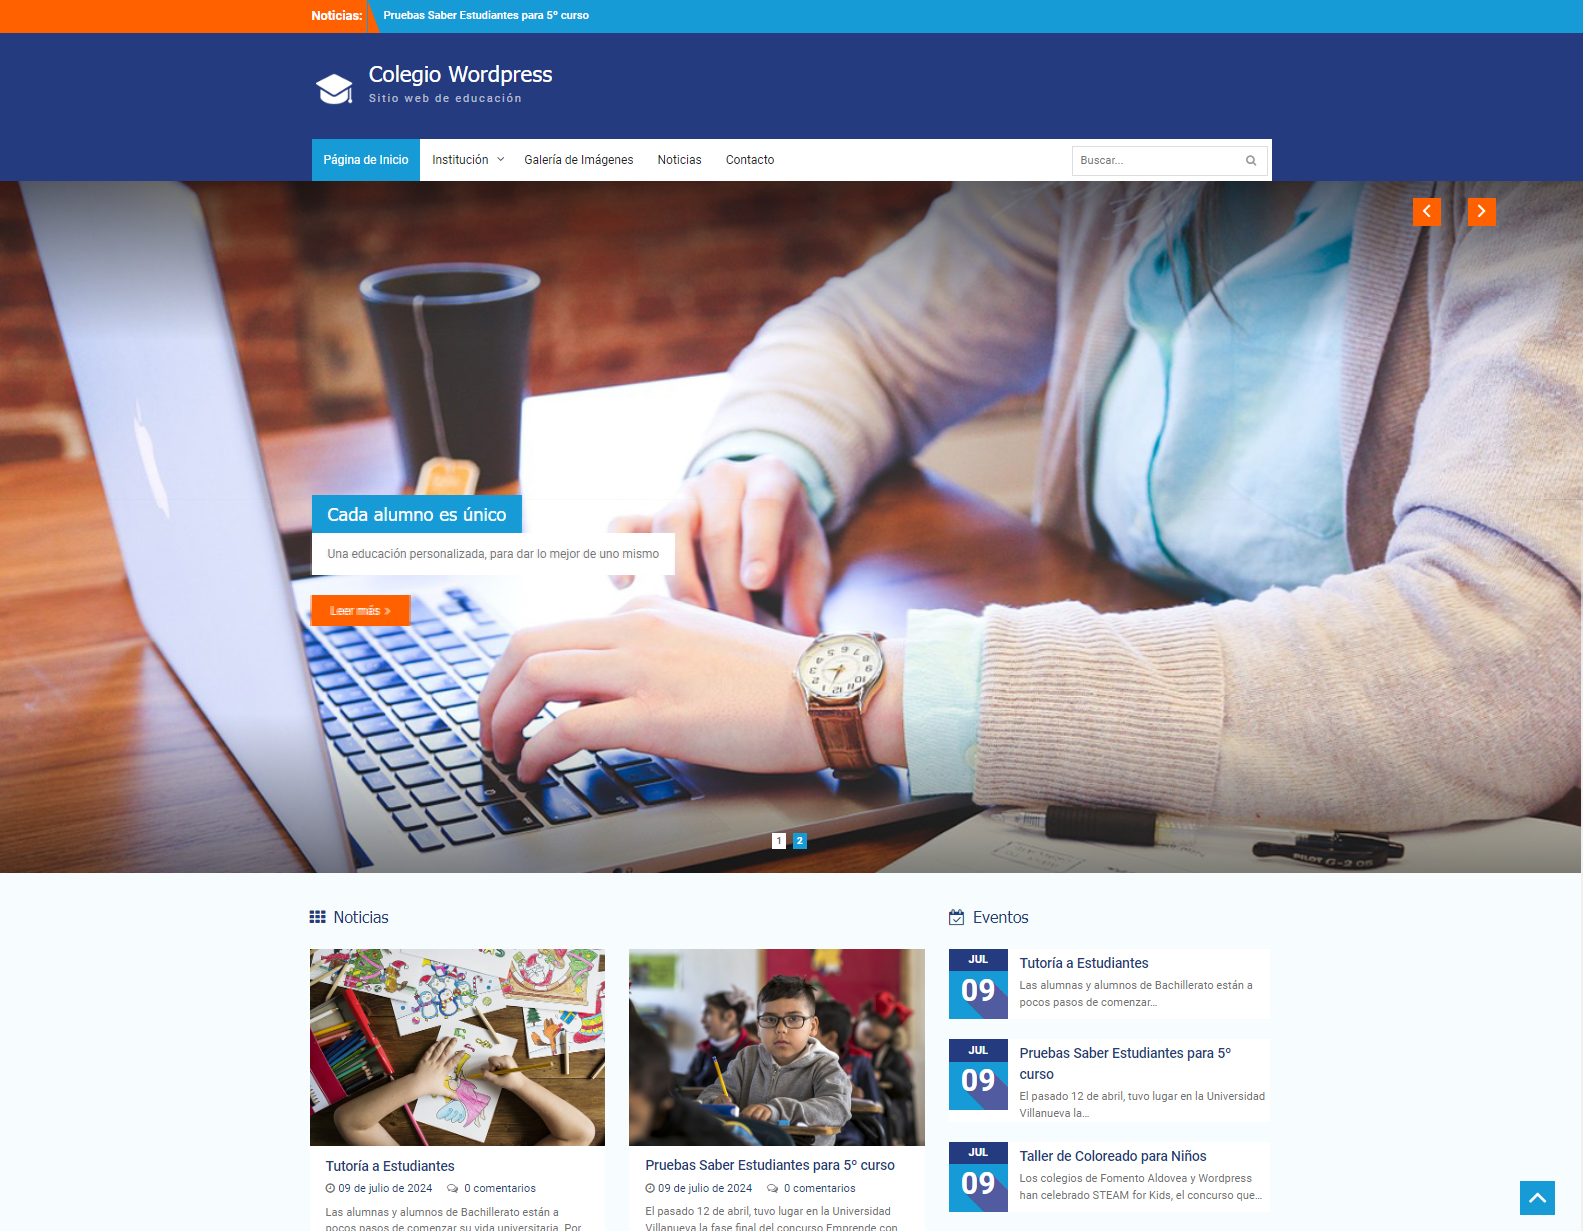 Noticias:
Pruebas Saber Estudiantes para 5º curso
Colegio Wordpress
Sitio web de educación
Página de Inicio
Institución
Galería de Imágenes
Noticias
Contacto
Buscar...
Cada alumno es único
Una educación personalizada, para dar lo mejor de uno mismo
Leer más »
PILOT G-2 05
1
2
Noticias
Tutoría a Estudiantes
09 de julio de 2024
0 comentarios
Las alumnas y alumnos de Bachillerato están a
pocos pasos de comenzar su vida universitaria. Por
Pruebas Saber Estudiantes para 5º curso
09 de julio de 2024
0 comentarios
El pasado 12 de abril, tuvo lugar en la Universidad
Villanueva la fase final del concurso Emprende con
Eventos
JUL
09
Tutoría a Estudiantes
Las alumnas y alumnos de Bachillerato están a
pocos pasos de comenzar...
JUL
09
Pruebas Saber Estudiantes para 5º
curso
El pasado 12 de abril, tuvo lugar en la Universidad
Villanueva la...
JUL
09
Taller de Coloreado para Niños
Los colegios de Fomento Aldovea y Wordpress
han celebrado STEAM for Kids, el concurso que...